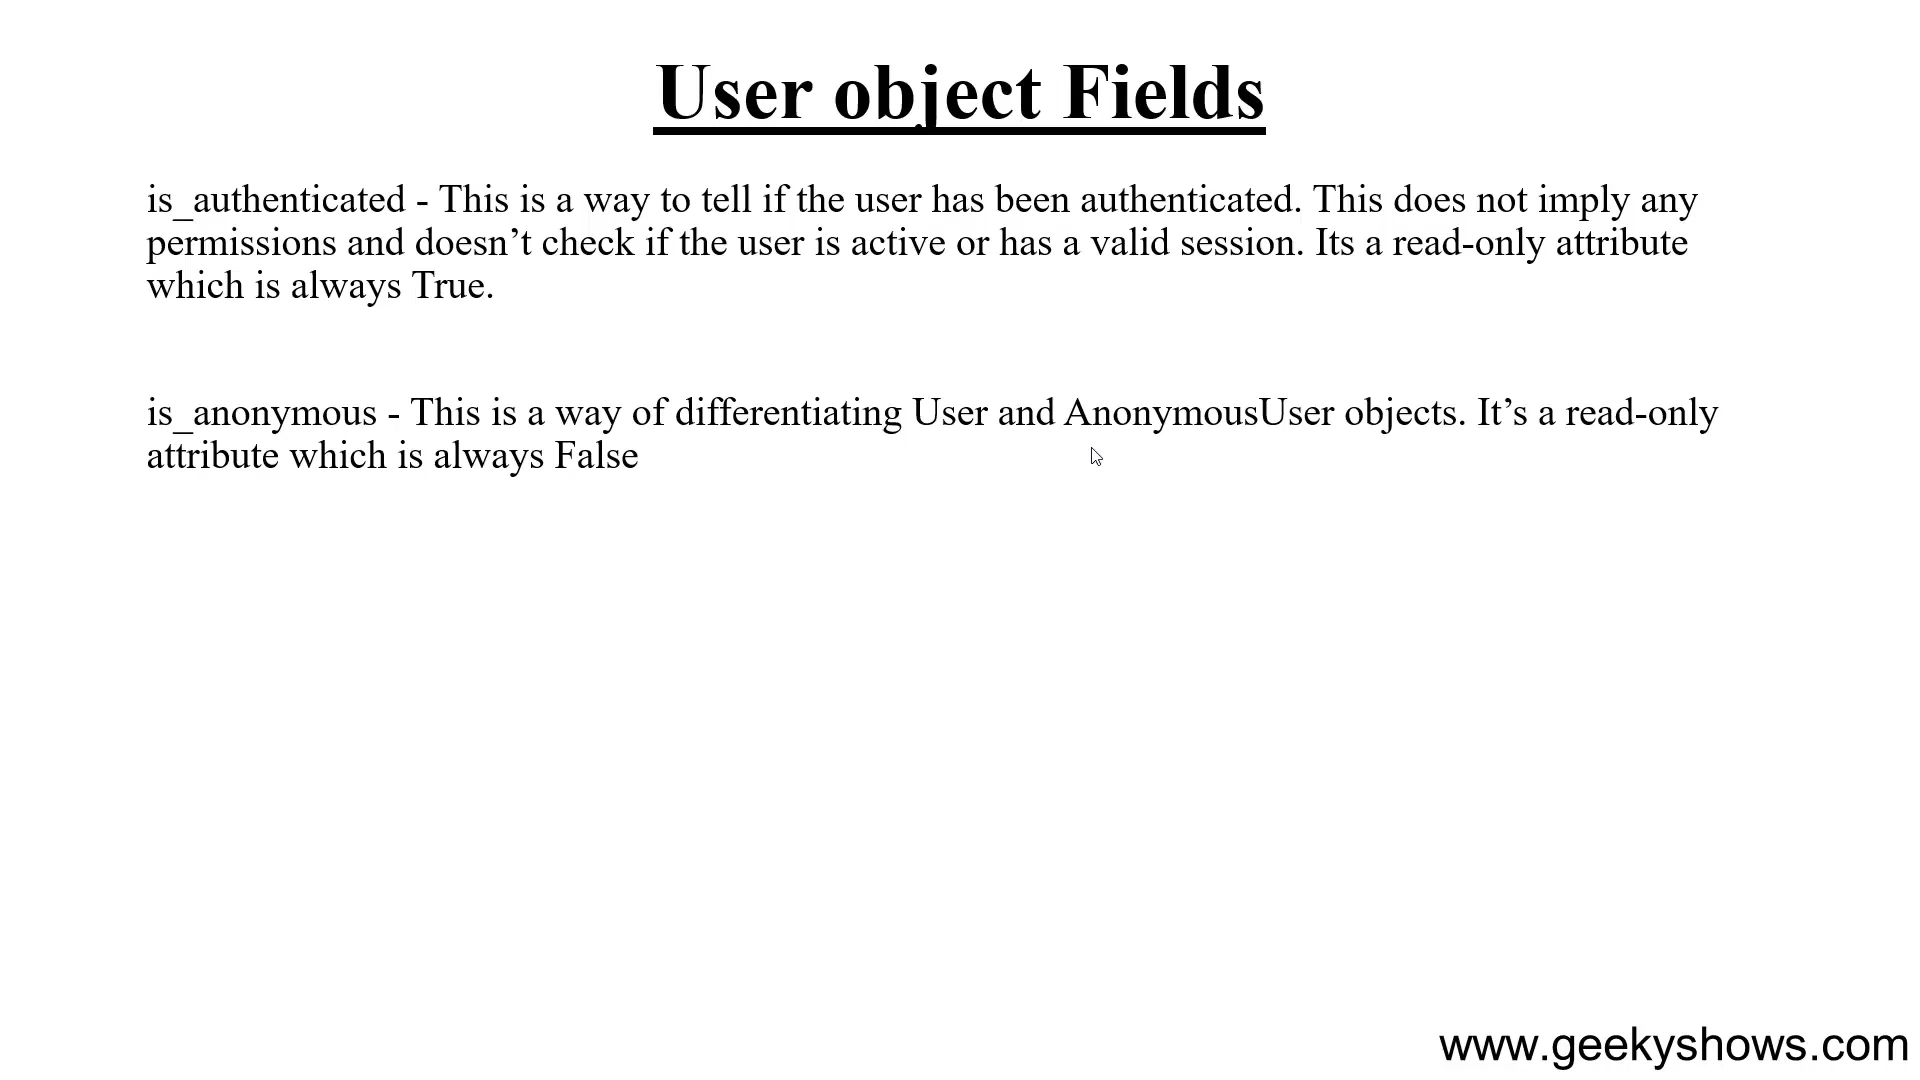 User object Fields
is_authenticated - This is a way to tell if the user has been authenticated. This does not imply any
permissions and doesn’t check if the user is active or has a valid session. Its a read-only attribute
which is always True.
is_anonymous - This is a way of differentiating User and AnonymousUser objects. It’s a read-only
attribute which is always False
www.geekyshows.com